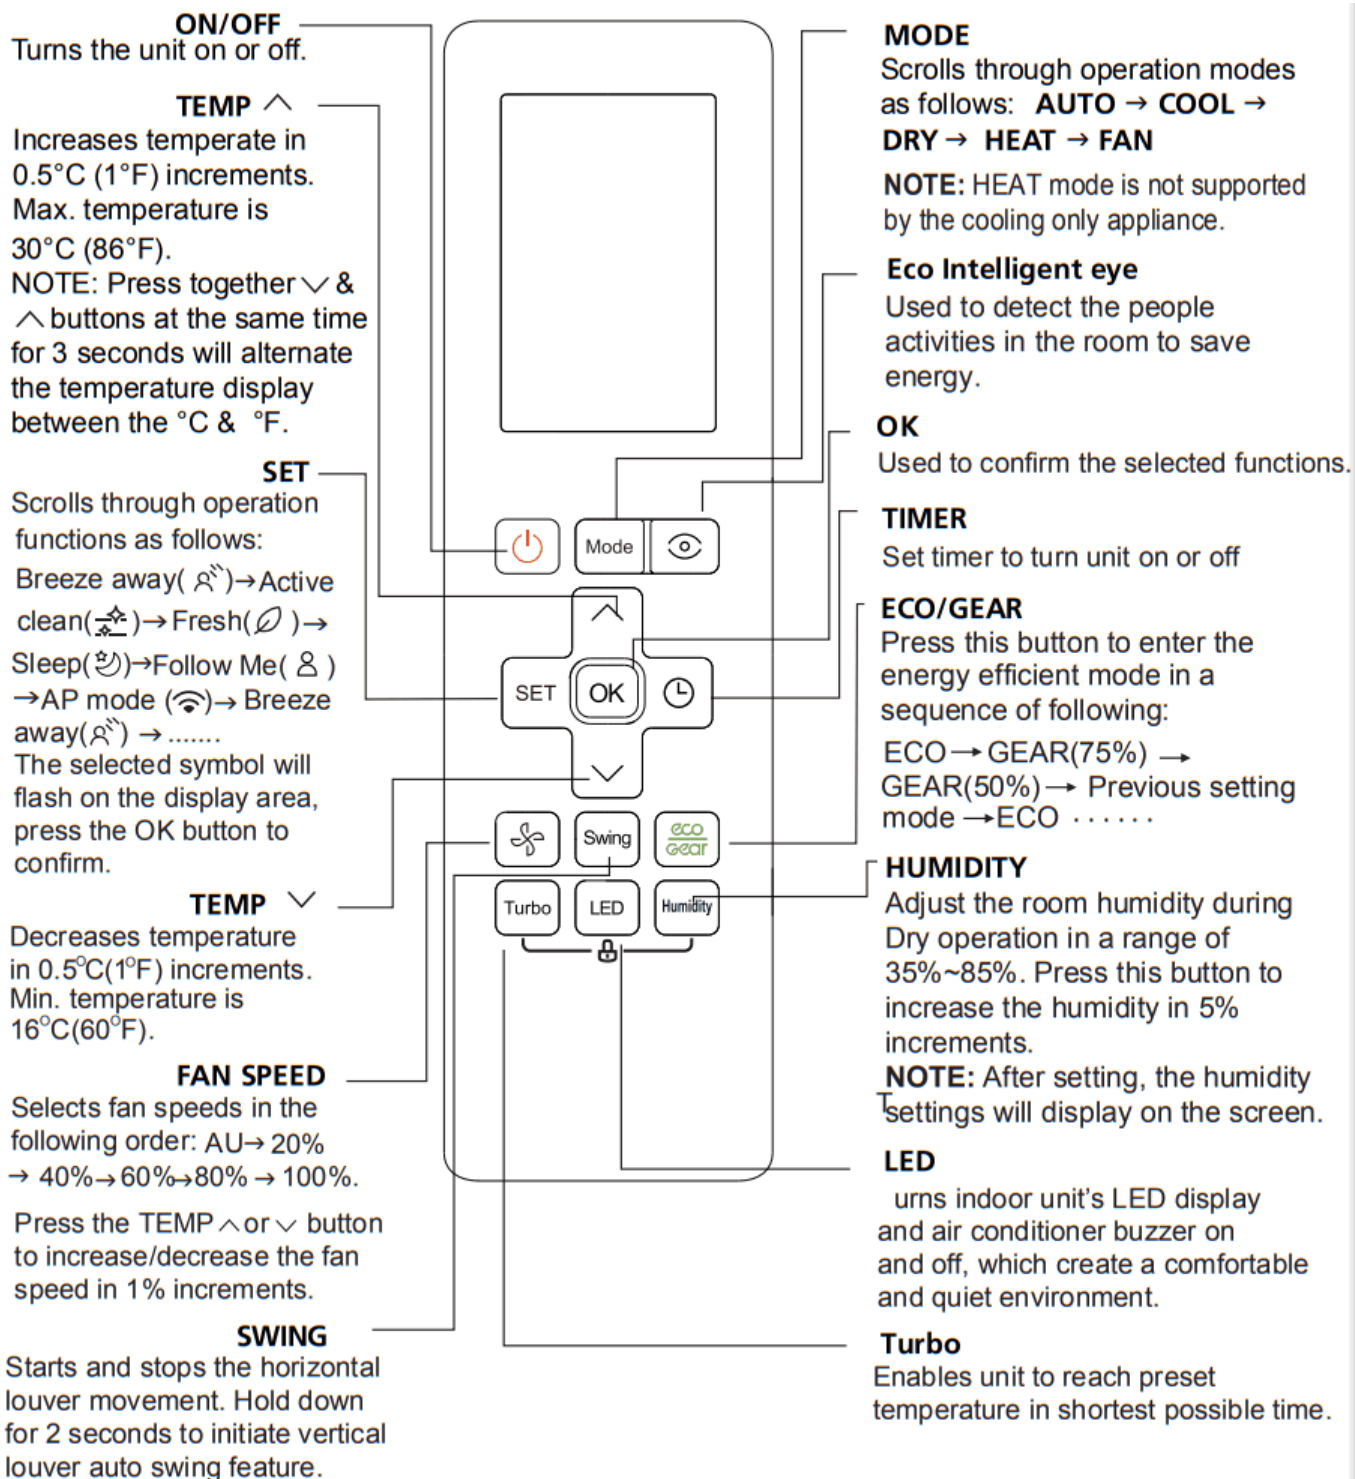 ON/OFF
Turns the unit on or off.
TEMP ︿
Increases temperate in
0.5°C (1°F) increments.
Max. temperature is
30°C (86°F).
NOTE: Press together ﹀ &
︿ buttons at the same time
for 3 seconds will alternate
the temperature display
between the °C & °F.
SET
Scrolls through operation
functions as follows:
Breeze away( )→Active
clean( )→Fresh( )→
Sleep( )→Follow Me( )
→AP mode ( )→ Breeze
away( ) → .......
The selected symbol will
flash on the display area,
press the OK button to
confirm.
TEMP ﹀
Decreases temperature
in 0.5°C(1°F) increments.
Min. temperature is
16°C(60°F).
FAN SPEED
Selects fan speeds in the
following order: AU→ 20%
→ 40%→60%→80% → 100%.
Press the TEMP ︿ or ﹀ button
to increase/decrease the fan
speed in 1% increments.
SWING
Starts and stops the horizontal
louver movement. Hold down
for 2 seconds to initiate vertical
louver auto swing feature.
Mode
SET
OK
Swing
eco
Gear
Turbo
LED
Humidity
MODE
Scrolls through operation modes
as follows: AUTO → COOL →
DRY → HEAT → FAN
NOTE: HEAT mode is not supported
by the cooling only appliance.
Eco Intelligent eye
Used to detect the people
activities in the room to save
energy.
OK
Used to confirm the selected functions.
TIMER
Set timer to turn unit on or off
ECO/GEAR
Press this button to enter the
energy efficient mode in a
sequence of following:
ECO→ GEAR(75%) →
GEAR(50%)→ Previous setting
mode →ECO ······
HUMIDITY
Adjust the room humidity during
Dry operation in a range of
35%~85%. Press this button to
increase the humidity in 5%
increments.
NOTE: After setting, the humidity
settings will display on the screen.
LED
T
urns indoor unit's LED display
and air conditioner buzzer on
and off, which create a comfortable
and quiet environment.
Turbo
Enables unit to reach preset
temperature in shortest possible time.